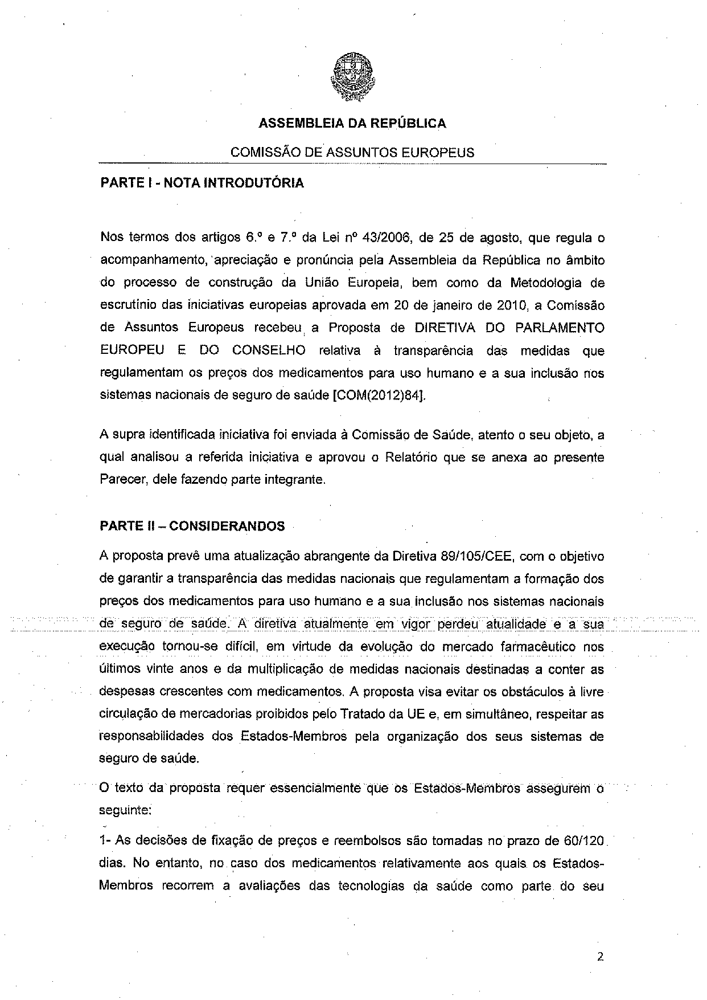 ASSEMBLEIA DA REPÚBLICA
COMISSÃO DE ASSUNTOS EUROPEUS
PARTE I - NOTA INTRODUTÓRIA
Nos termos dos artigos 6.º e 7.º da Lei nº 43/2006, de 25 de agosto, que regula o
acompanhamento, apreciação e pronúncia pela Assembleia da República no âmbito
do processo de construção da União Europeia, bem como da Metodologia de
escrutínio das iniciativas europeias aprovada em 20 de janeiro de 2010, a Comissão
de Assuntos Europeus recebeu a Proposta de DIRETIVA DO PARLAMENTO
EUROPEU E DO CONSELHO relativa à transparência das medidas que
regulamentam os preços dos medicamentos para uso humano e a sua inclusão nos
sistemas nacionais de seguro de saúde [COM(2012)84].
A supra identificada iniciativa foi enviada à Comissão de Saúde, atento o seu objeto, a
qual analisou a referida iniciativa e aprovou o Relatório que se anexa ao presente
Parecer, dele fazendo parte integrante.
PARTE II – CONSIDERANDOS
A proposta prevê uma atualização abrangente da Diretiva 89/105/CEE, com o objetivo
de garantir a transparência das medidas nacionais que regulamentam a formação dos
preços dos medicamentos para uso humano e a sua inclusão nos sistemas nacionais
de seguro de saúde. A diretiva atualmente em vigor perdeu atualidade e a sua
execução tornou-se difícil, em virtude da evolução do mercado farmacêutico nos
últimos vinte anos e da multiplicação de medidas nacionais destinadas a conter as
despesas crescentes com medicamentos. A proposta visa evitar os obstáculos à livre
circulação de mercadorias proibidos pelo Tratado da UE e, em simultâneo, respeitar as
responsabilidades dos Estados-Membros pela organização dos seus sistemas de
seguro de saúde.
O texto da proposta requer essencialmente que os Estados-Membros assegurem o
seguinte:
1- As decisões de fixação de preços e reembolsos são tomadas no prazo de 60/120
dias. No entanto, no caso dos medicamentos relativamente aos quais os Estados-
Membros recorrem a avaliações das tecnologias da saúde como parte do seu
2